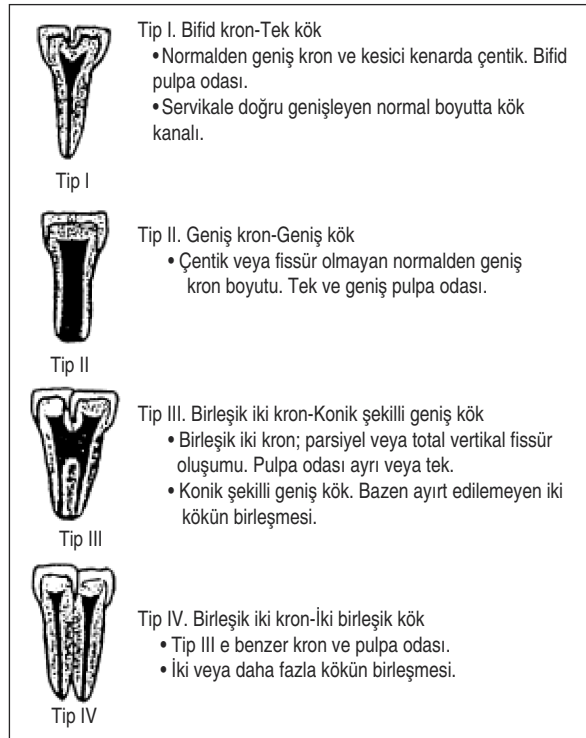 Tip I. Bifid kron-Tek kök
• Normalden geniş kron ve kesici kenarda çentik. Bifid
pulpa odası.
• Servikale doğru genişleyen normal boyutta kök
kanalı.
Tip I
Tip II. Geniş kron-Geniş kök
• Çentik veya fissür olmayan normalden geniş
kron boyutu. Tek ve geniş pulpa odası.
Tip II
Tip III. Birleşik iki kron-Konik şekilli geniş kök
• Birleşik iki kron; parsiyel veya total vertikal fissür
oluşumu. Pulpa odası ayrı veya tek.
• Konik şekilli geniş kök. Bazen ayırt edilemeyen iki
kökün birleşmesi.
Tip III
Tip IV. Birleşik iki kron-İki birleşik kök
• Tip III e benzer kron ve pulpa odası.
• İki veya daha fazla kökün birleşmesi.
Tip IV